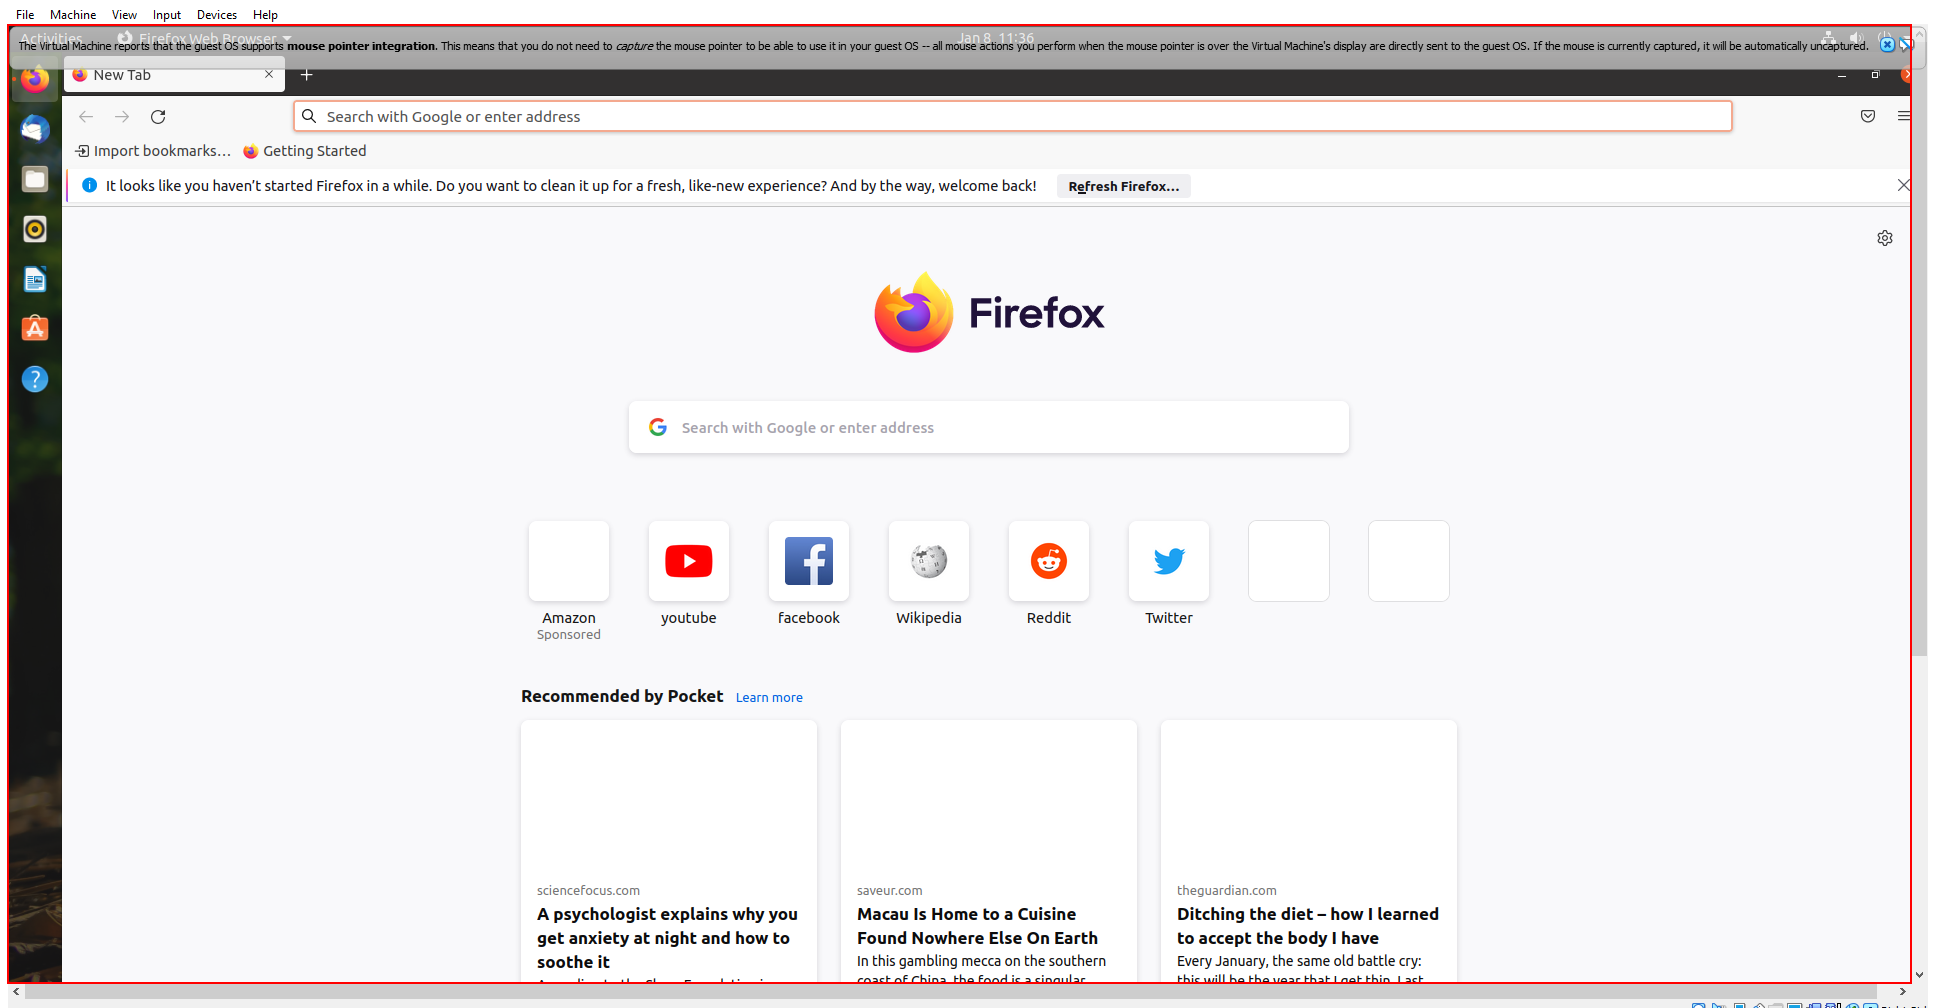 File Machine View Input Devices Help
Activities Firefox Web Browser Jan 8 11:36
The Virtual Machine reports that the guest OS supports mouse pointer integration. This means that you do not need to capture the mouse pointer to be able to use it in your guest OS -- all mouse actions you perform when the mouse pointer is over the Virtual Machine's display are directly sent to the guest OS. If the mouse is currently captured, it will be automatically uncaptured.
New Tab
Search with Google or enter address
Import bookmarks... Getting Started
It looks like you haven't started Firefox in a while. Do you want to clean it up for a fresh, like-new experience? And by the way, welcome back! Refresh Firefox...
Firefox
Search with Google or enter address
Amazon youtube facebook Wikipedia Reddit Twitter
Sponsored
Recommended by Pocket Learn more
sciencefocus.com
A psychologist explains why you
get anxiety at night and how to
soothe it
saveur.com
Macau Is Home to a Cuisine
Found Nowhere Else On Earth
In this gambling mecca on the southern
coast of China, the food is a singular
theguardian.com
Ditching the diet – how I learned
to accept the body I have
Every January, the same old battle cry:
this will be the year that I get thin. Last